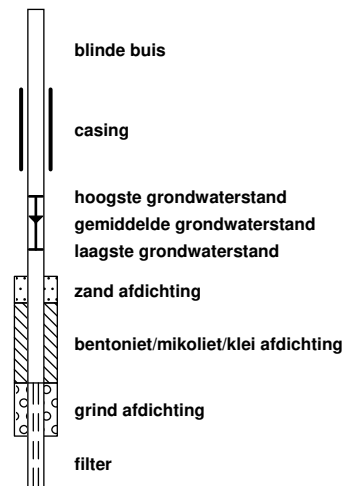 blinde buis
casing
hoogste grondwaterstand
gemiddelde grondwaterstand
laagste grondwaterstand
zand afdichting
bentoniet/mikoliet/klei afdichting
grind afdichting
filter